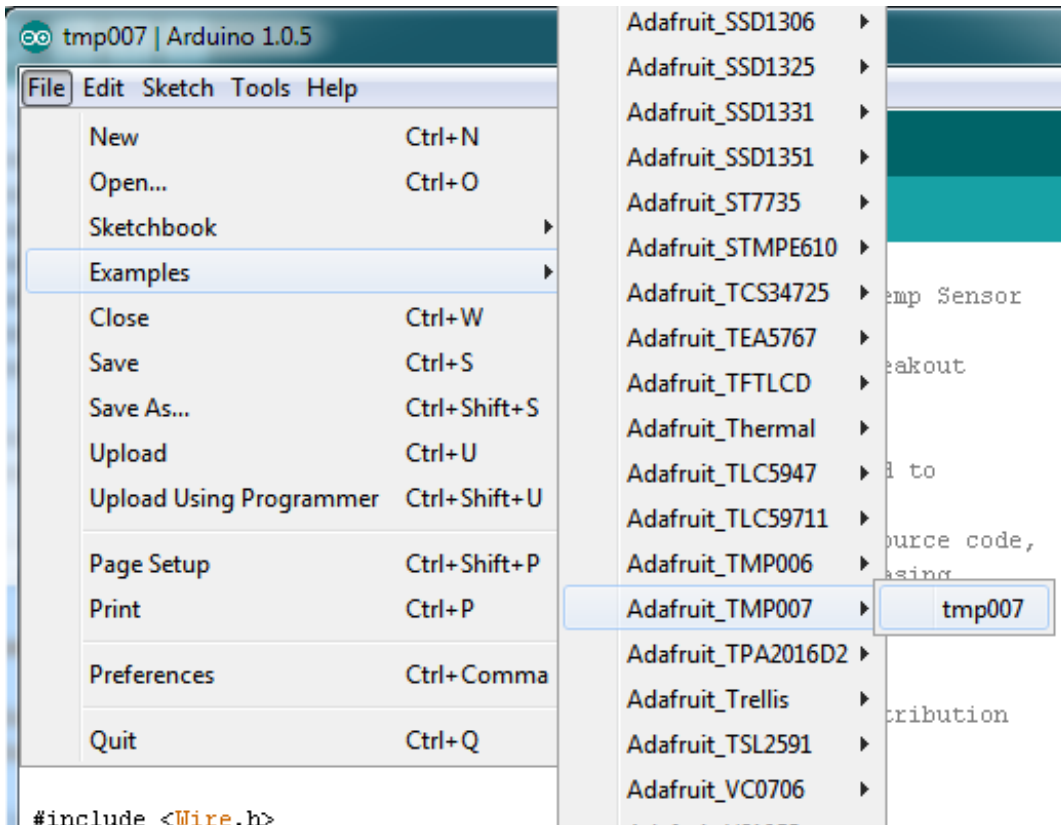 tmp007 | Arduino 1.0.5
File Edit Sketch Tools Help
New Ctrl+N
Open... Ctrl+O
Sketchbook
Examples
Close Ctrl+W
Save Ctrl+S
Save As... Ctrl+Shift+S
Upload Ctrl+U
Upload Using Programmer Ctrl+Shift+U
Page Setup Ctrl+Shift+P
Print Ctrl+P
Preferences Ctrl+Comma
Quit Ctrl+Q
Adafruit_SSD1306
Adafruit_SSD1325
Adafruit_SSD1331
Adafruit_SSD1351
Adafruit_ST7735
Adafruit_STMPE610
Adafruit_TCS34725
Adafruit_TEA5767
Adafruit_TFTLCD
Adafruit_Thermal
Adafruit_TLC5947
Adafruit_TLC59711
Adafruit_TMP006
Adafruit_TMP007
Adafruit_TPA2016D2
Adafruit_Trellis
Adafruit_TSL2591
Adafruit_VC0706
tmp007
emp Sensor
eakout
d to
ource code,
asing
tribution
#include <Wire.h>